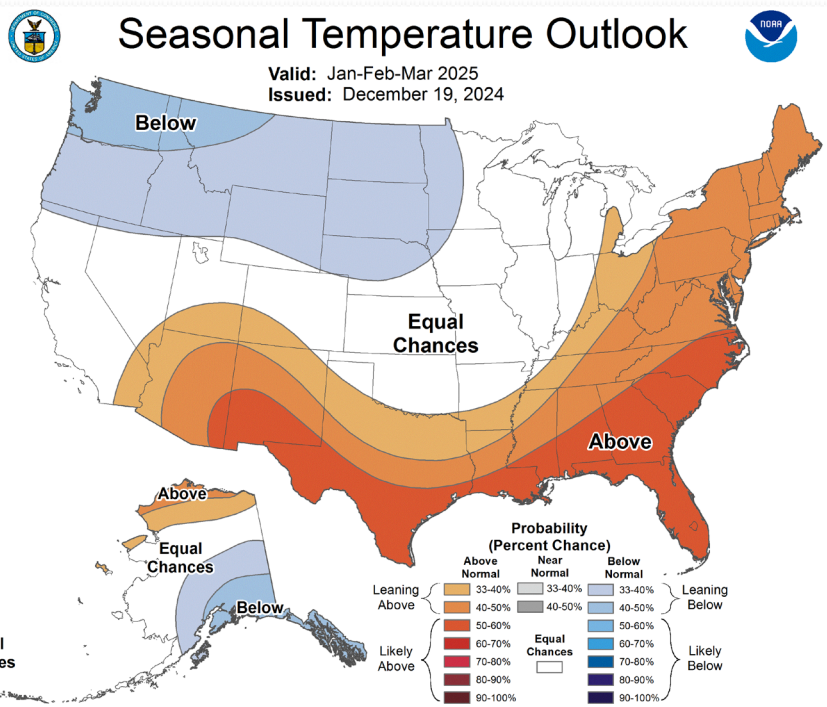 Seasonal Temperature Outlook
NOAA
Valid: Jan-Feb-Mar 2025
Issued: December 19, 2024
Below
Equal
Chances
Above
Above
Equal
Chances
Below
l
es
Probability
(Percent Chance)
Above
Normal
Near
Normal
Below
Normal
Leaning
Above
33-40%
40-50%
33-40%
40-50%
33-40%
40-50%
Leaning
Below
Likely
Above
50-60%
60-70%
70-80%
80-90%
90-100%
Equal
Chances
50-60%
60-70%
70-80%
80-90%
90-100%
Likely
Below